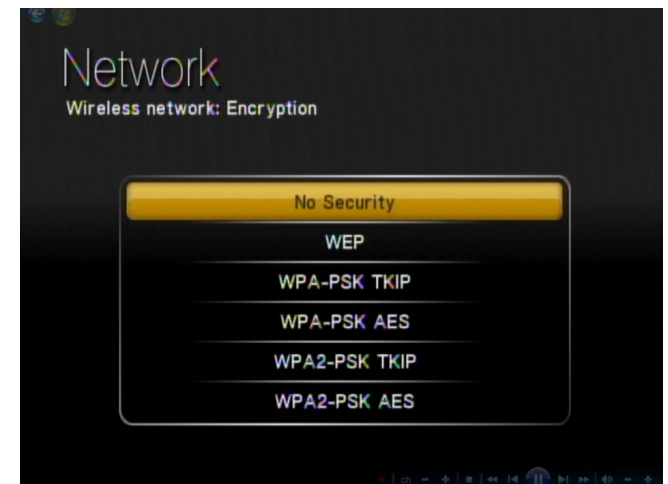 Network
Wireless network: Encryption
No Security
WEP
WPA-PSK TKIP
WPA-PSK AES
WPA2-PSK TKIP
WPA2-PSK AES
ch